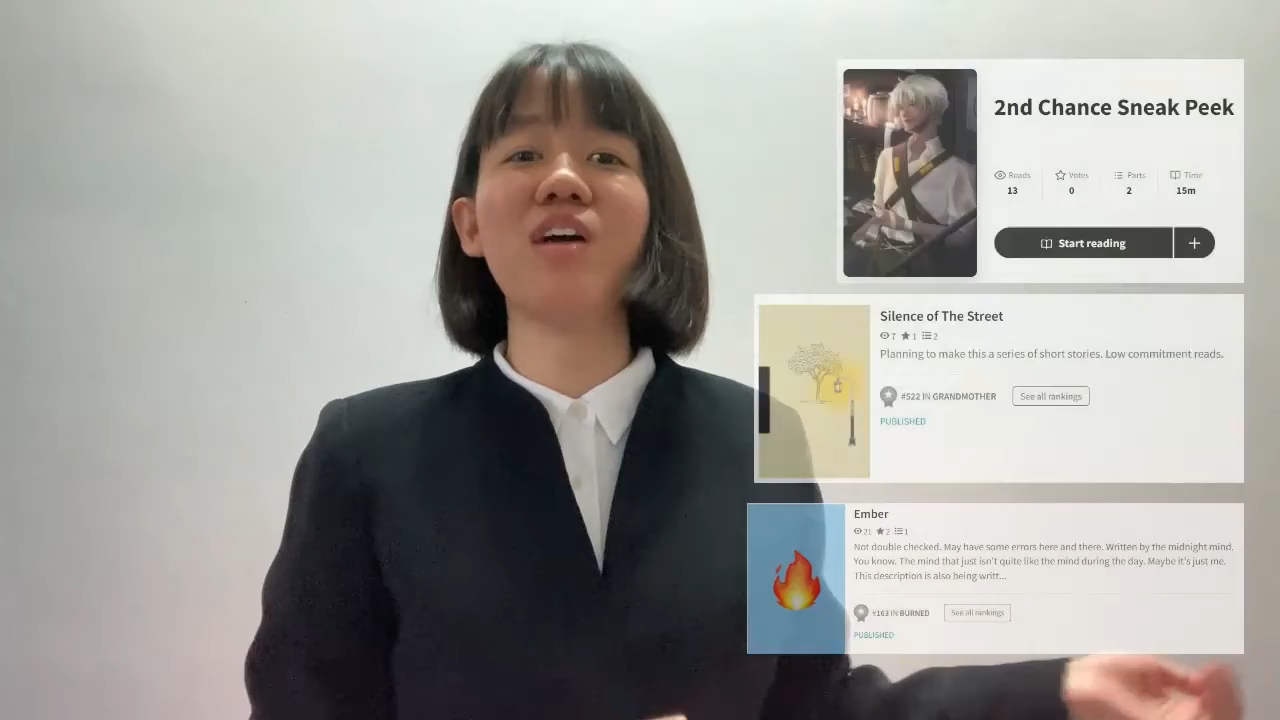 2nd Chance Sneak Peek
Reads Votes Parts Time
13 0 2 15m
Start reading
Silence of The Street
7 1 2
Planning to make this a series of short stories. Low commitment reads.
#522 IN GRANDMOTHER See all rankings
PUBLISHED
Ember
21 2 1
Not double checked. May have some errors here and there. Written by the midnight mind.
You know. The mind that just isn't quite like the mind during the day. Maybe it's just me.
This description is also being writt...
#163 IN BURNED See all rankings
PUBLISHED